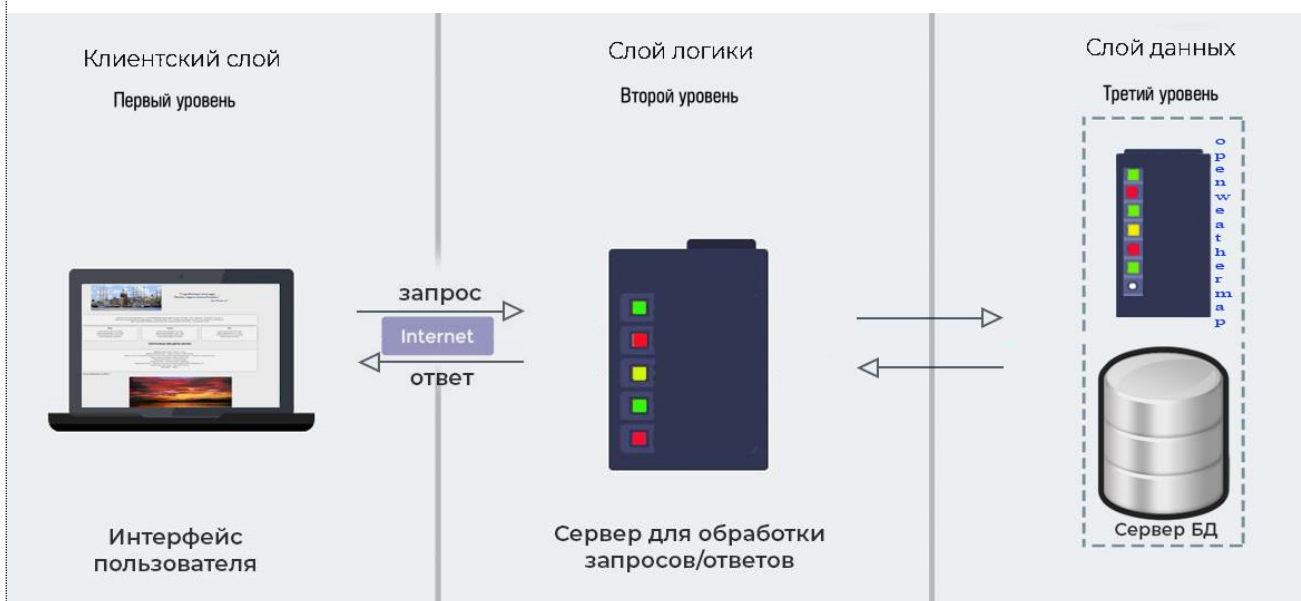 Клиентский слой
Первый уровень
запрос
Internet
ответ
Интерфейс
пользователя
Слой логики
Второй уровень
Сервер для обработки
запросов/ответов
Слой данных
Третий уровень
openweathermap
Сервер БД